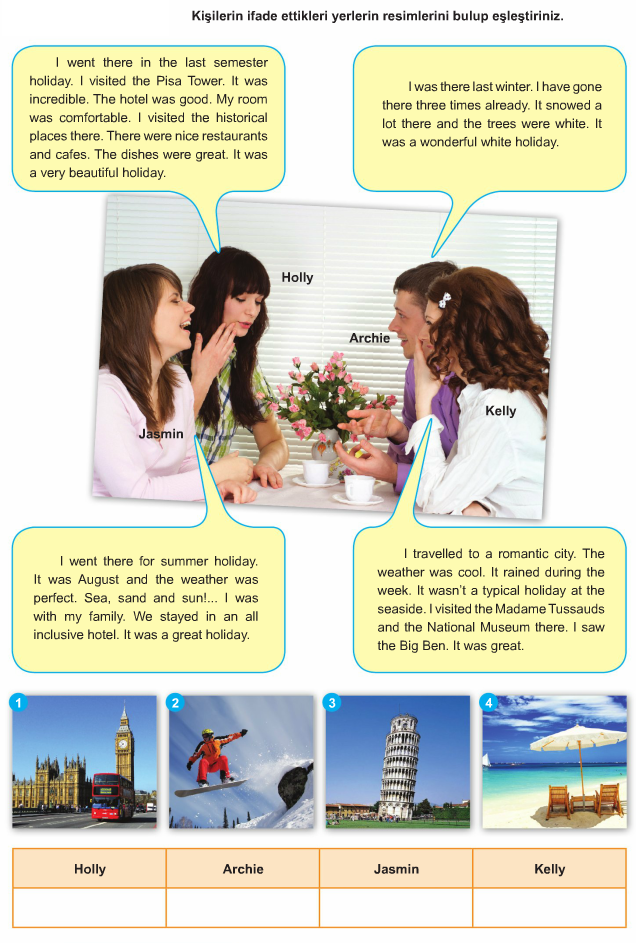 Kişilerin ifade ettikleri yerlerin resimlerini bulup eşleştiriniz.
I went there in the last semester
holiday. I visited the Pisa Tower. It was
incredible. The hotel was good. My room
was comfortable. I visited the historical
places there. There were nice restaurants
and cafes. The dishes were great. It was
a very beautiful holiday.
I was there last winter. I have gone
there three times already. It snowed a
lot there and the trees were white. It
was a wonderful white holiday.
Holly
Archie
Kelly
Jasmin
I went there for summer holiday.
It was August and the weather was
perfect. Sea, sand and sun!... I was
with my family. We stayed in an all
inclusive hotel. It was a great holiday.
I travelled to a romantic city. The
weather was cool. It rained during the
week. It wasn’t a typical holiday at the
seaside. I visited the Madame Tussauds
and the National Museum there. I saw
the Big Ben. It was great.
1
2
3
4
Holly
Archie
Jasmin
Kelly